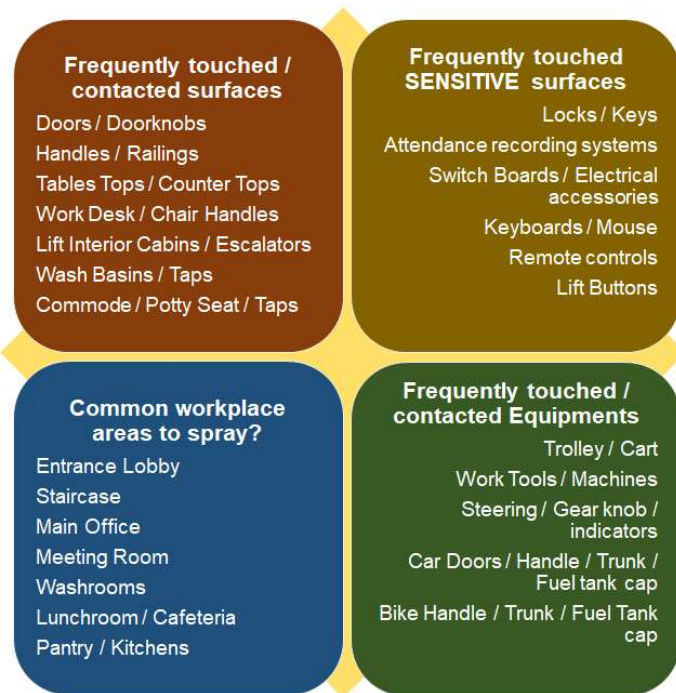 Frequently touched /
contacted surfaces
Doors / Doorknobs
Handles / Railings
Tables Tops / Counter Tops
Work Desk / Chair Handles
Lift Interior Cabins / Escalators
Wash Basins / Taps
Commode / Potty Seat / Taps
Frequently touched
SENSITIVE surfaces
Locks / Keys
Attendance recording systems
Switch Boards / Electrical
accessories
Keyboards / Mouse
Remote controls
Lift Buttons
Common workplace
areas to spray?
Entrance Lobby
Staircase
Main Office
Meeting Room
Washrooms
Lunchroom / Cafeteria
Pantry / Kitchens
Frequently touched /
contacted Equipments
Trolley / Cart
Work Tools / Machines
Steering / Gear knob /
indicators
Car Doors / Handle / Trunk /
Fuel tank cap
Bike Handle / Trunk / Fuel Tank
cap